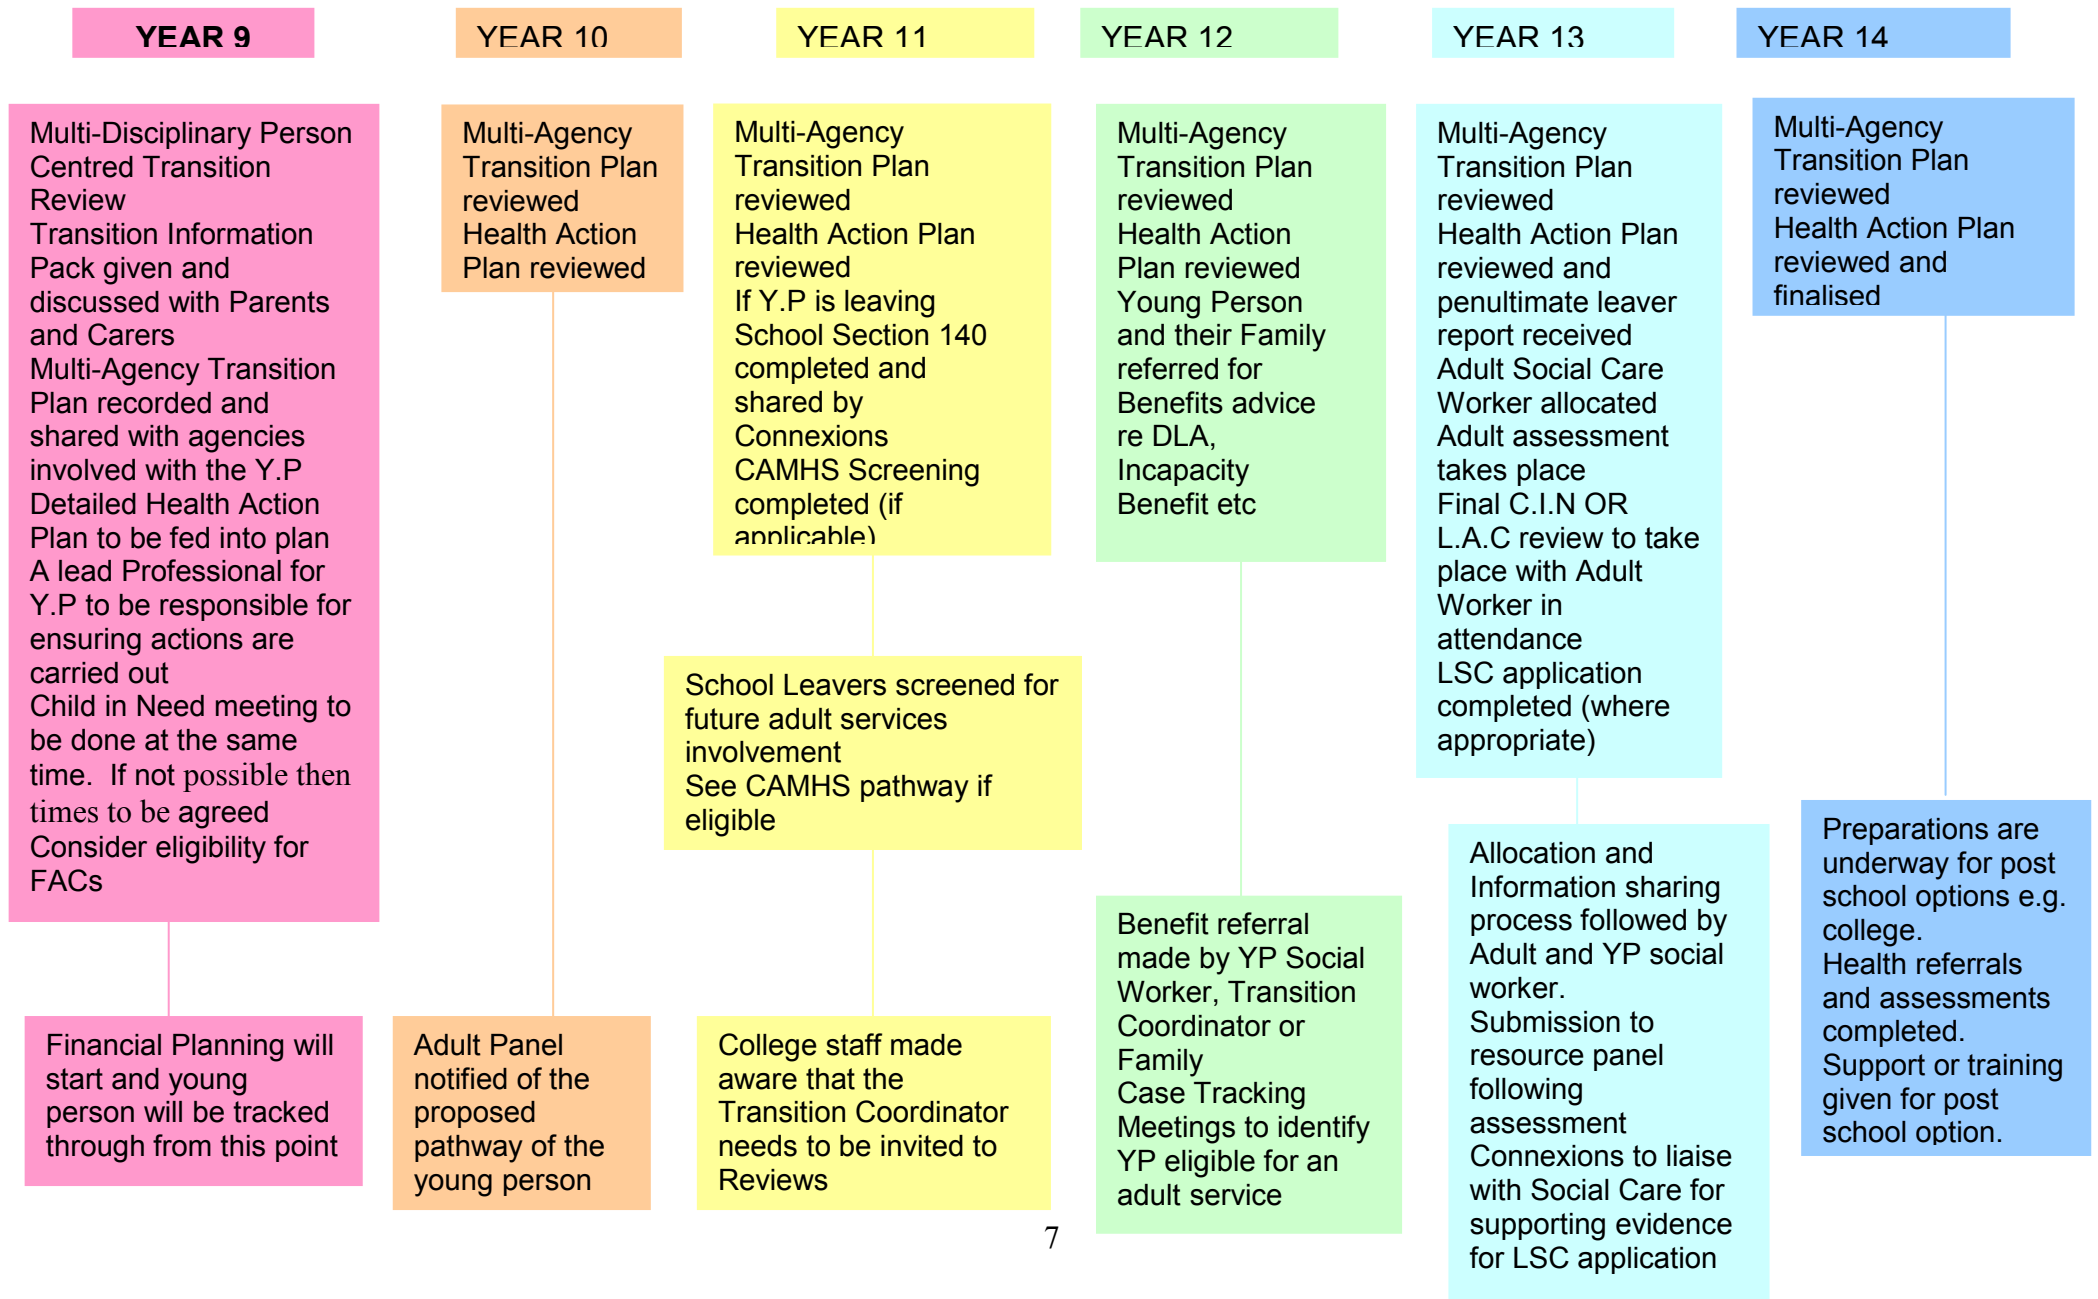 YEAR 9
YEAR 10
YEAR 11
YEAR 12
YEAR 13
YEAR 14
Multi-Disciplinary Person
Centred Transition
Review
Transition Information
Pack given and
discussed with Parents
and Carers
Multi-Agency Transition
Plan recorded and
shared with agencies
involved with the Y.P
Detailed Health Action
Plan to be fed into plan
A lead Professional for
Y.P to be responsible for
ensuring actions are
carried out
Child in Need meeting to
be done at the same
time.  If not possible then
times to be agreed
Consider eligibility for
FACs
Financial Planning will
start and young
person will be tracked
through from this point
Multi-Agency
Transition Plan
reviewed
Health Action
Plan reviewed
Adult Panel
notified of the
proposed
pathway of the
young person
Multi-Agency
Transition Plan
reviewed
Health Action Plan
reviewed
If Y.P is leaving
School Section 140
completed and
shared by
Connexions
CAMHS Screening
completed (if
applicable)
School Leavers screened for
future adult services
involvement
See CAMHS pathway if
eligible
College staff made
aware that the
Transition Coordinator
needs to be invited to
Reviews
Multi-Agency
Transition Plan
reviewed
Health Action
Plan reviewed
Young Person
and their Family
referred for
Benefits advice
re DLA,
Incapacity
Benefit etc
Benefit referral
made by YP Social
Worker, Transition
Coordinator or
Family
Case Tracking
Meetings to identify
YP eligible for an
adult service
Multi-Agency
Transition Plan
reviewed
Health Action Plan
reviewed and
penultimate leaver
report received
Adult Social Care
Worker allocated
Adult assessment
takes place
Final C.I.N OR
L.A.C review to take
place with Adult
Worker in
attendance
LSC application
completed (where
appropriate)
Allocation and
Information sharing
process followed by
Adult and YP social
worker.
Submission to
resource panel
following
assessment
Connexions to liaise
with Social Care for
supporting evidence
for LSC application
Multi-Agency
Transition Plan
reviewed
Health Action Plan
reviewed and
finalised
Preparations are
underway for post
school options e.g.
college.
Health referrals
and assessments
completed.
Support or training
given for post
school option.
7